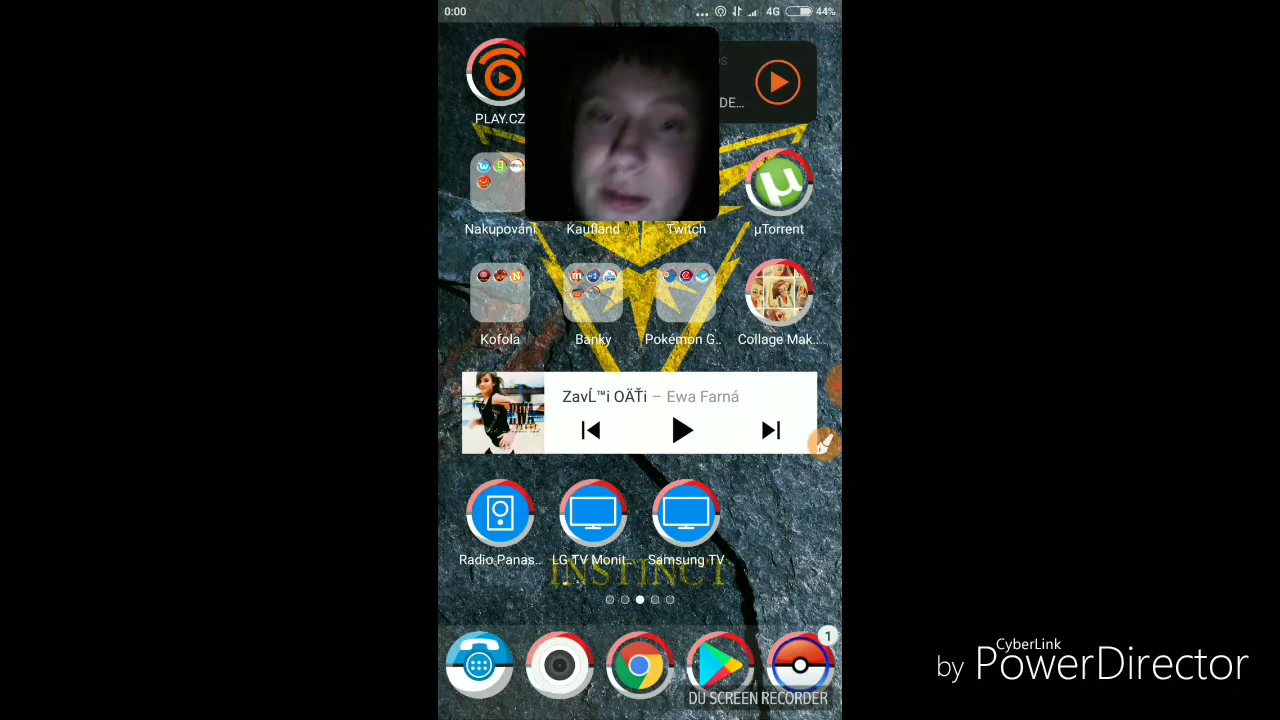 0:00
4G 44%
PLAY.CZ
DE...
Nakupování
Kaufland
Twitch
µTorrent
Kofola
Banky
Pokémon G..
Collage Mak...
ZavĹ™i OÄŤi – Ewa Farná
Radio Panas..
LG TV Monit..
Samsung TV
INSTINCT
1
DU SCREEN RECORDER
CyberLink
by PowerDirector